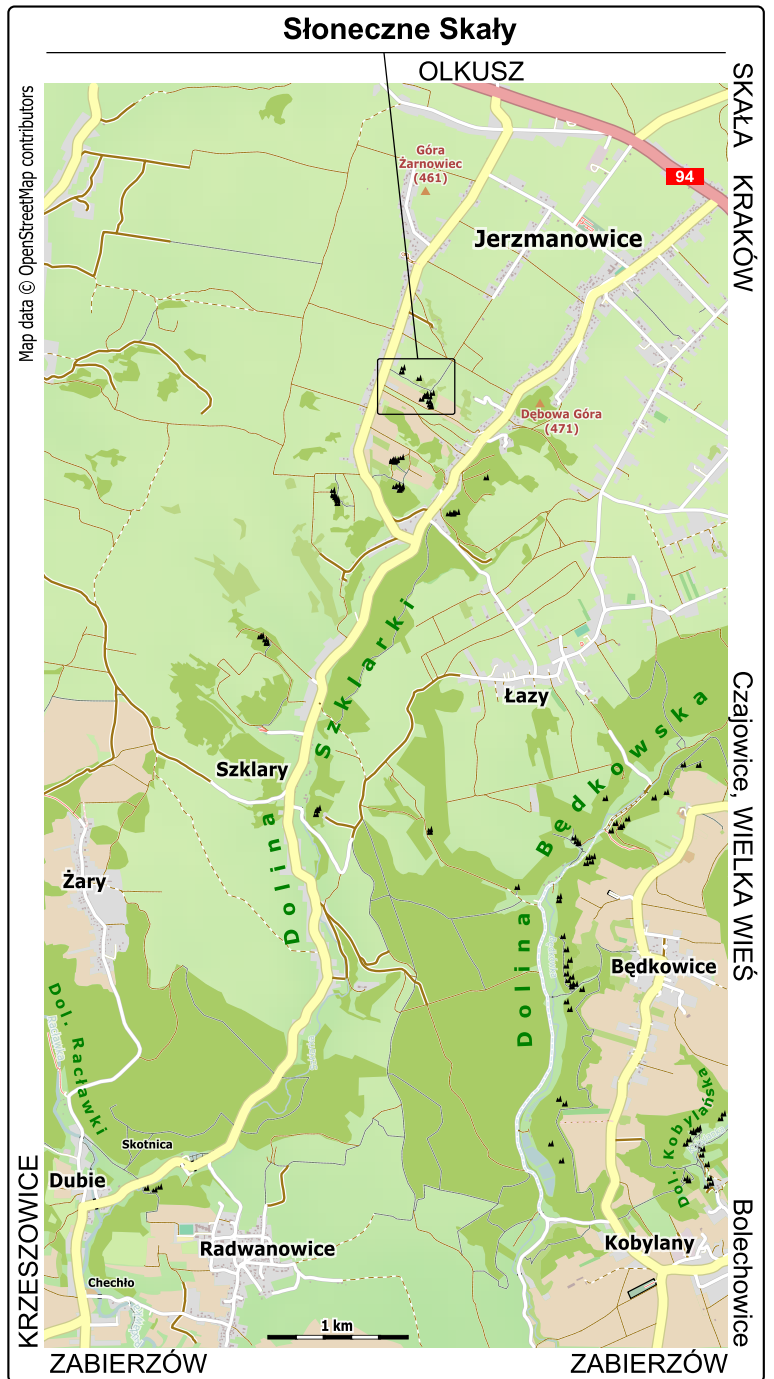 Słoneczne Skały
OLKUSZ
SKAŁA KRAKÓW
Map data © OpenStreetMap contributors
Góra
Żarnowiec
(461)
94
Jerzmanowice
Dębowa Góra
(471)
Dolina Szklarki
Łazy
Czajowice, WIELKA WIEŚ
Szklary
Dolina Będkowska
Żary
Będkowice
Dol. Racławki
Dol. Kobylańska
Skotnica
Dubie
KRZESZOWICE
Radwanowice
Kobylany
Bolechowice
Chechło
1 km
ZABIERZÓW
ZABIERZÓW